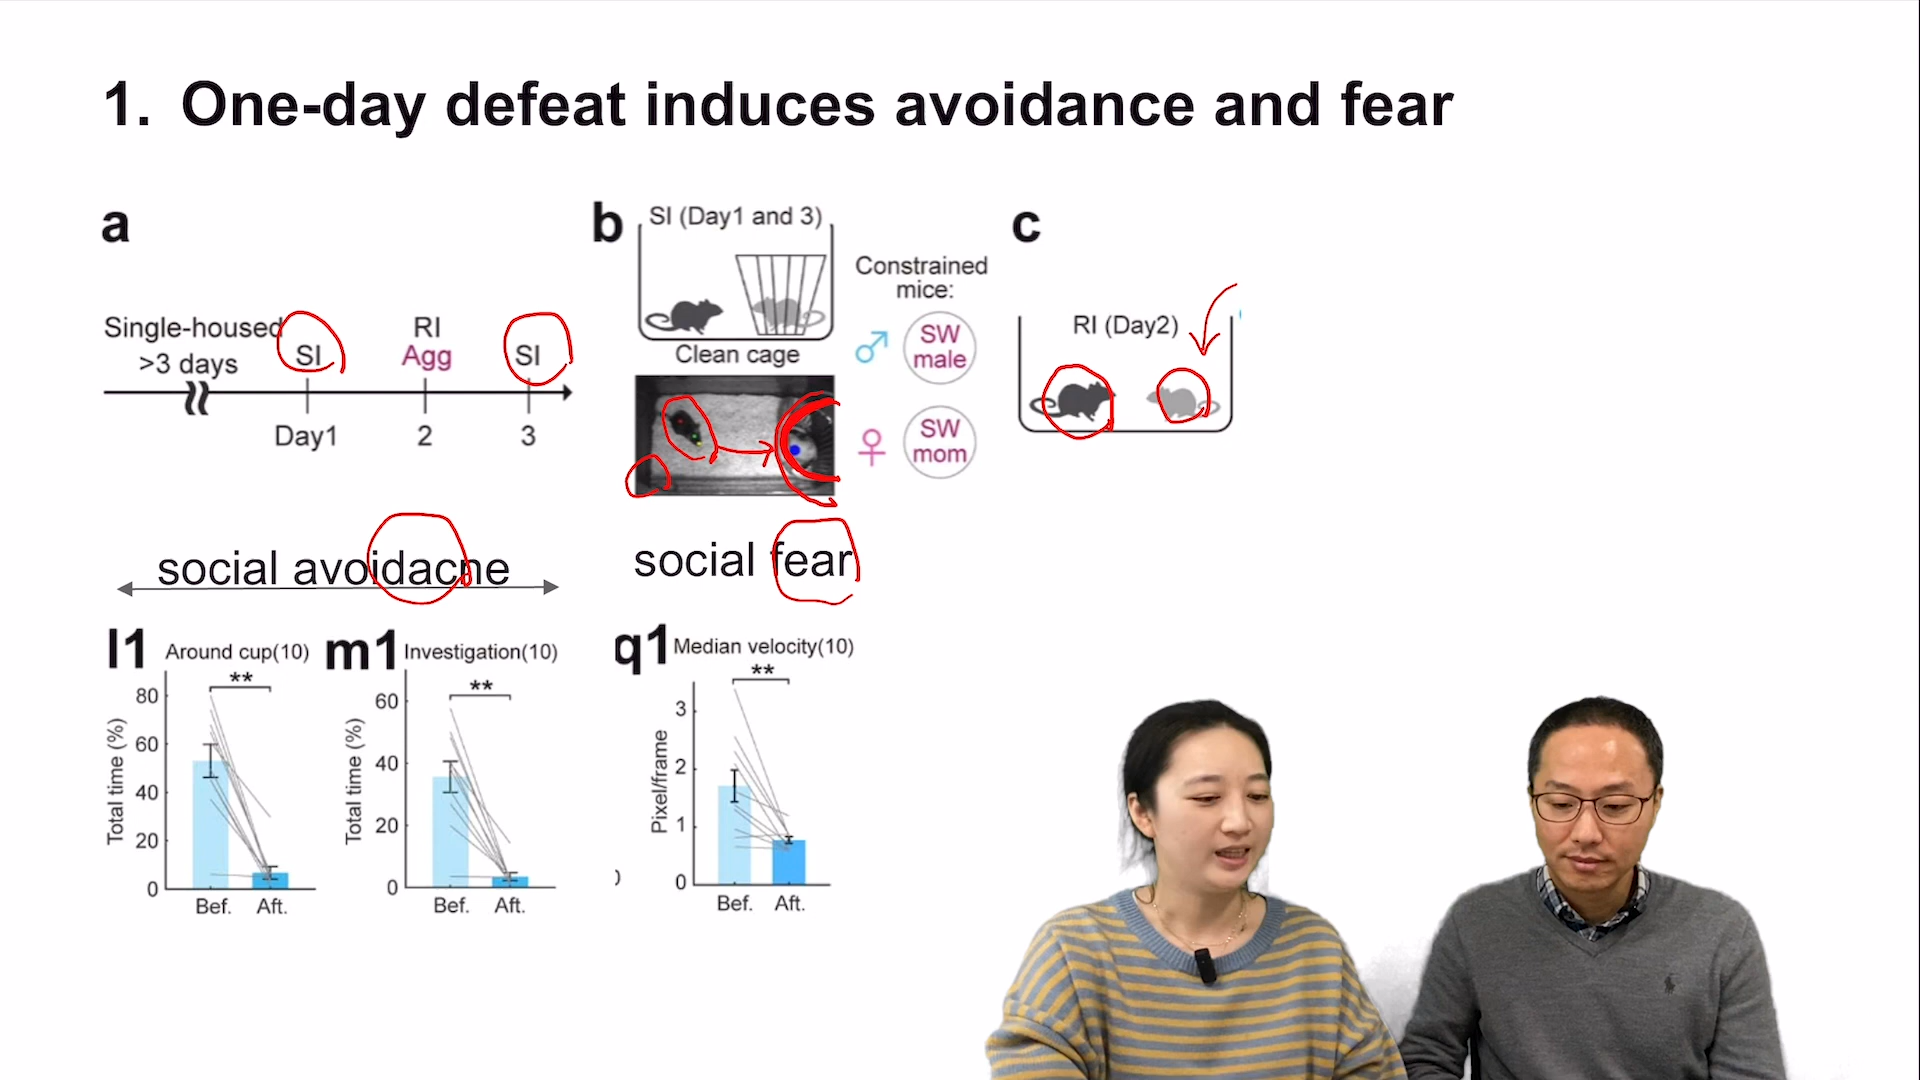 1. One-day defeat induces avoidance and fear
a
Single-housed
>3 days
SI
RI
Agg
SI
Day1
2
3
b
SI (Day1 and 3)
Clean cage
Constrained
mice:
♂
SW
male
♀
SW
mom
c
RI (Day2)
social avoidacne
social fear
l1
Around cup(10)
**
Total time (%)
80
60
40
20
0
Bef.
Aft.
m1
Investigation(10)
**
Total time (%)
60
40
20
0
Bef.
Aft.
q1
Median velocity(10)
**
Pixel/frame
3
2
1
0
Bef.
Aft.